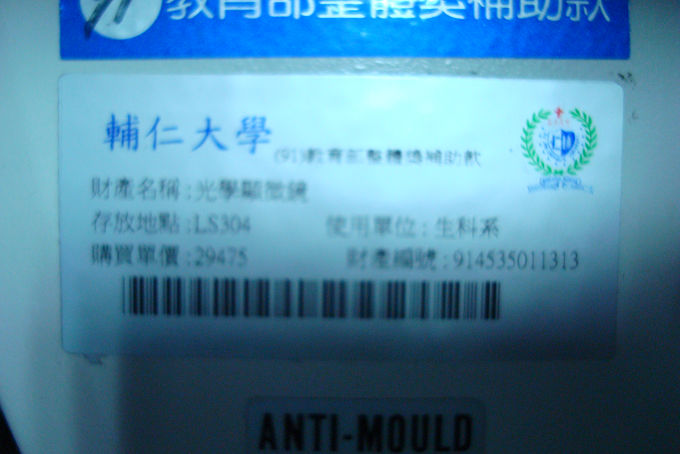 教育部整體獎補助款
輔仁大學
(91)教育部整體獎補助款
財產名稱:光學顯微鏡
存放地點:LS304 使用單位:生科系
購買單價:29475 財產編號:914535011313
ANTI-MOULD